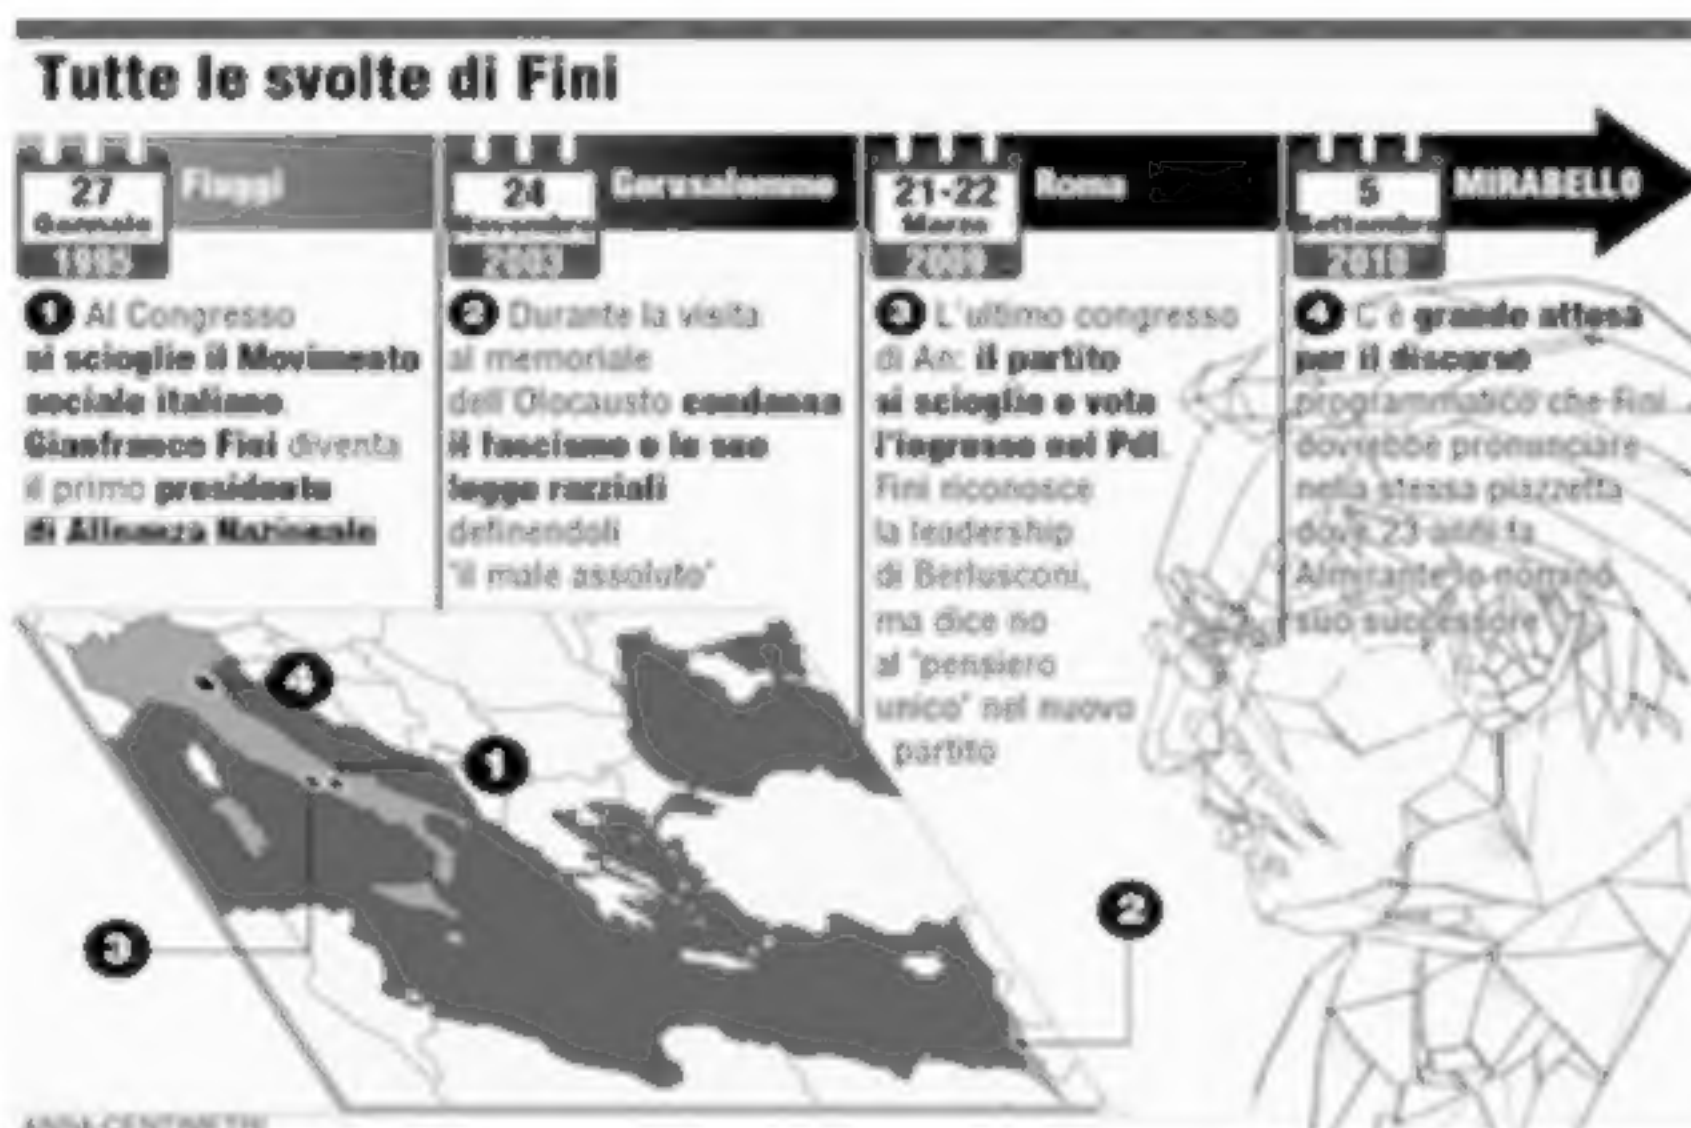 Tutte le svolte di Fini
27
Gennaio
1995
Fiuggi
1 Al Congresso
si scioglie il Movimento
sociale italiano.
Gianfranco Fini diventa
il primo presidente
di Alleanza Nazionale
24
Novembre
2003
Gerusalemme
2 Durante la visita
al memoriale
dell'Olocausto condanna
il fascismo e le sue
legge razziali
definendoli
"il male assoluto"
21-22
Marzo
2009
Roma
3 L'ultimo congresso
di An: il partito
si scioglie e vota
l'ingresso nel Pdl.
Fini riconosce
la leadership
di Berlusconi,
ma dice no
al "pensiero
unico" nel nuovo
partito
5
Settembre
2010
MIRABELLO
4 C'è grande attesa
per il discorso
programmatico che Fini
dovrebbe pronunciare
nella stessa piazzetta
dove 23 anni fa
Almirante lo nominò
suo successore
4
1
3
2
ANSA-CENTIMETRI